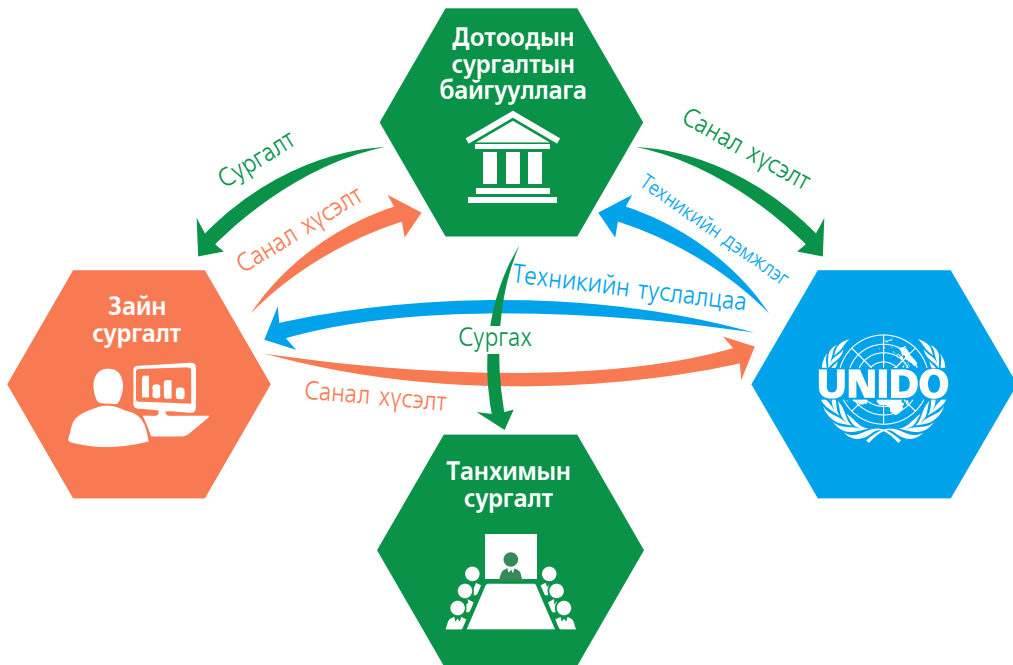 Дотоодын
сургалтын
байгууллага
Сургалт
Санал хүсэлт
Санал хүсэлт
Техникийн дэмжлэг
Техникийн туслалцаа
Зайн
сургалт
Сургах
Санал хүсэлт
UNIDO
Танхимын
сургалт